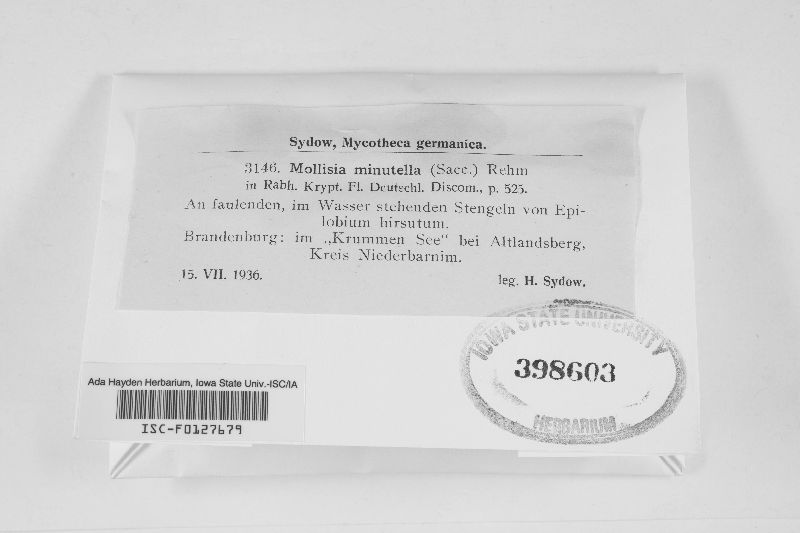 Sydow, Mycotheca germanica.
3146. Mollisia minutella (Sacc.) Rehm
in Rabh. Krypt. Fl. Deutschl. Discom., p. 525.
An faulenden, im Wasser stehenden Stengeln von Epi-
lobium hirsutum.
Brandenburg: im „Krummen See“ bei Altlandsberg,
Kreis Niederbarnim.
15. VII. 1936.
leg. H. Sydow.
IOWA STATE UNIVERSITY
398603
HERBARIUM
Ada Hayden Herbarium, Iowa State Univ.-ISC/IA
ISC-F0127679